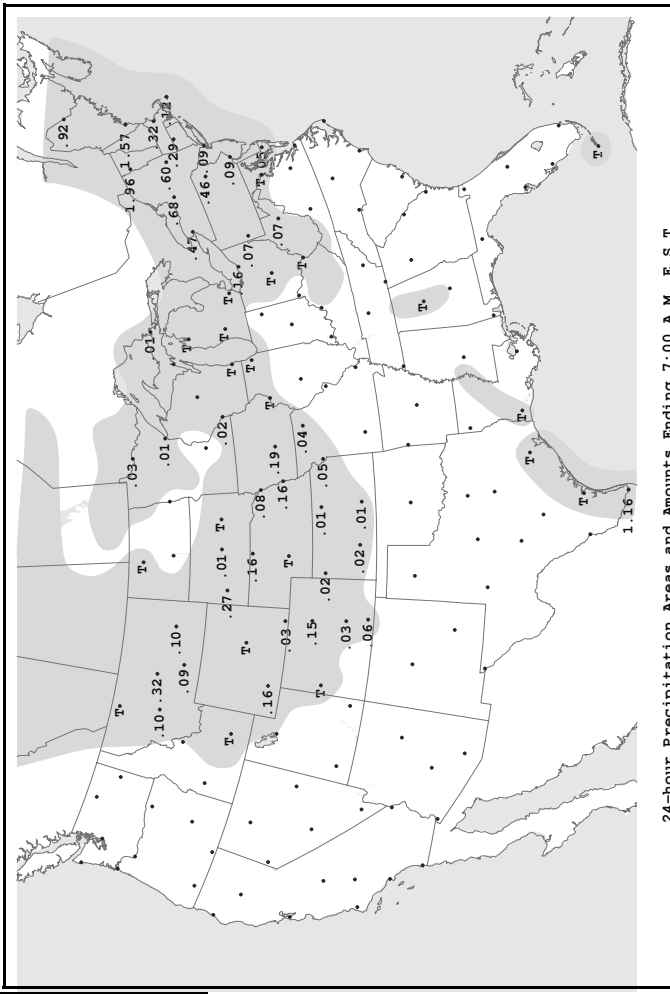 .92
T
1.57
1.96
.03
T
.01
.32
.10 .32
.01
.60
.12
.29
.68
.10
.09
T
.47
.09
.46
.01 T
.02
T
.27
T
T
.09
T
.16
T
.07
T
.16
.08
T .05
.16
T
T
.19
.07
.16
.03
T
.04
T
.15
T
.01
.05
.02
.03
.02
.01
.06
T
T
T
T
T
1.16
24-hour Precipitation Areas and Amounts Ending 7:00 A.M. E.S.T